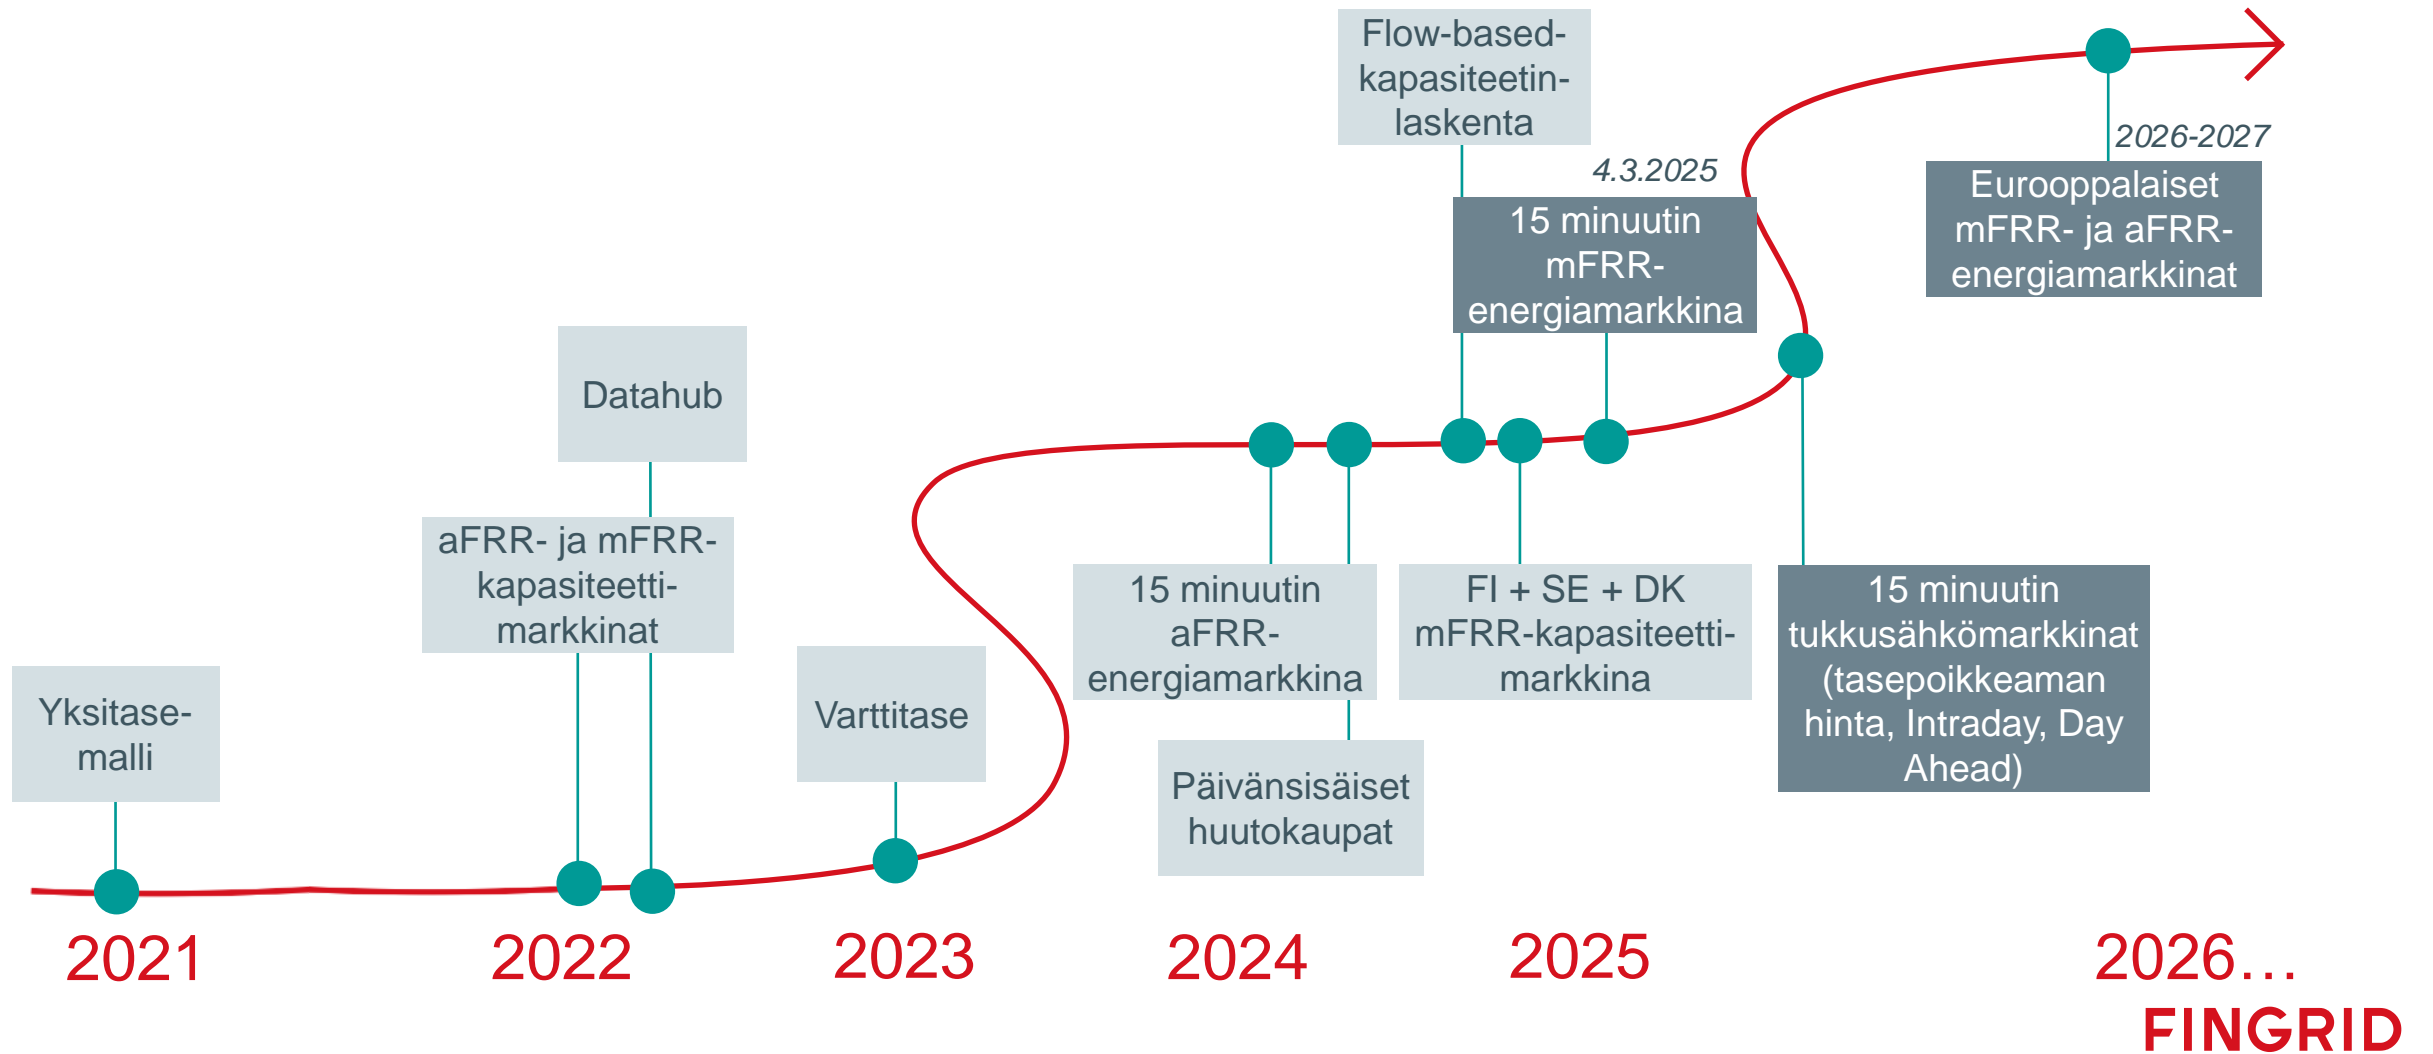 Flow-based-
kapasiteetin-
laskenta
4.3.2025
15 minuutin
mFRR-
energiamarkkina
2026-2027
Eurooppalaiset
mFRR- ja aFRR-
energiamarkkinat
Datahub
aFRR- ja mFRR-
kapasiteetti-
markkinat
Yksitase-
malli
Varttitase
15 minuutin
aFRR-
energiamarkkina
Päivänsisäiset
huutokaupat
FI + SE + DK
mFRR-kapasiteetti-
markkina
15 minuutin
tukkusähkömarkkinat
(tasepoikkeaman
hinta, Intraday, Day
Ahead)
2021
2022
2023
2024
2025
2026…
FINGRID